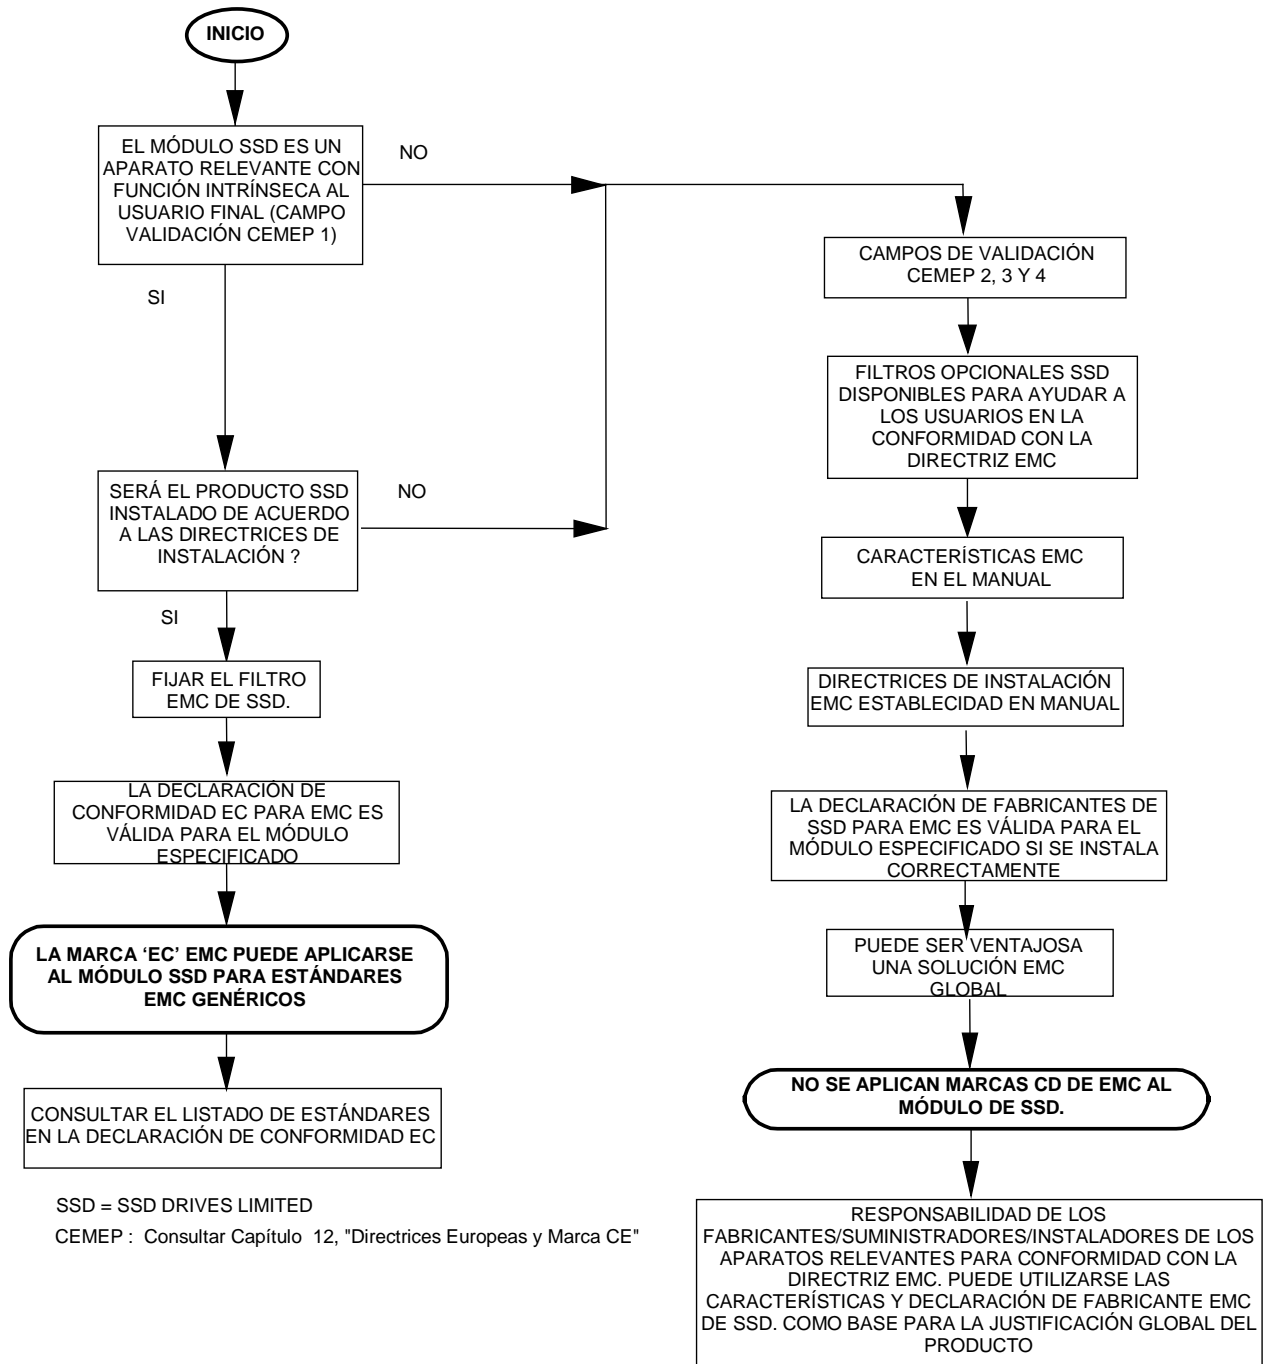 INICIO
EL MÓDULO SSD ES UN
APARATO RELEVANTE CON
FUNCIÓN INTRÍNSECA AL
USUARIO FINAL (CAMPO
VALIDACIÓN CEMEP 1)
NO
SI
SERÁ EL PRODUCTO SSD
INSTALADO DE ACUERDO
A LAS DIRECTRICES DE
INSTALACIÓN ?
NO
SI
FIJAR EL FILTRO
EMC DE SSD.
LA DECLARACIÓN DE
CONFORMIDAD EC PARA EMC ES
VÁLIDA PARA EL MÓDULO
ESPECIFICADO
LA MARCA ‘EC’ EMC PUEDE APLICARSE
AL MÓDULO SSD PARA ESTÁNDARES
EMC GENÉRICOS
CONSULTAR EL LISTADO DE ESTÁNDARES
EN LA DECLARACIÓN DE CONFORMIDAD EC
CAMPOS DE VALIDACIÓN
CEMEP 2, 3 Y 4
FILTROS OPCIONALES SSD
DISPONIBLES PARA AYUDAR A
LOS USUARIOS EN LA
CONFORMIDAD CON LA
DIRECTRIZ EMC
CARACTERÍSTICAS EMC
EN EL MANUAL
DIRECTRICES DE INSTALACIÓN
EMC ESTABLECIDAD EN MANUAL
LA DECLARACIÓN DE FABRICANTES DE
SSD PARA EMC ES VÁLIDA PARA EL
MÓDULO ESPECIFICADO SI SE INSTALA
CORRECTAMENTE
PUEDE SER VENTAJOSA
UNA SOLUCIÓN EMC
GLOBAL
NO SE APLICAN MARCAS CD DE EMC AL
MÓDULO DE SSD.
RESPONSABILIDAD DE LOS
FABRICANTES/SUMINISTRADORES/INSTALADORES DE LOS
APARATOS RELEVANTES PARA CONFORMIDAD CON LA
DIRECTRIZ EMC. PUEDE UTILIZARSE LAS
CARACTERÍSTICAS Y DECLARACIÓN DE FABRICANTE EMC
DE SSD. COMO BASE PARA LA JUSTIFICACIÓN GLOBAL DEL
PRODUCTO
SSD = SSD DRIVES LIMITED
CEMEP : Consultar Capítulo 12, "Directrices Europeas y Marca CE"